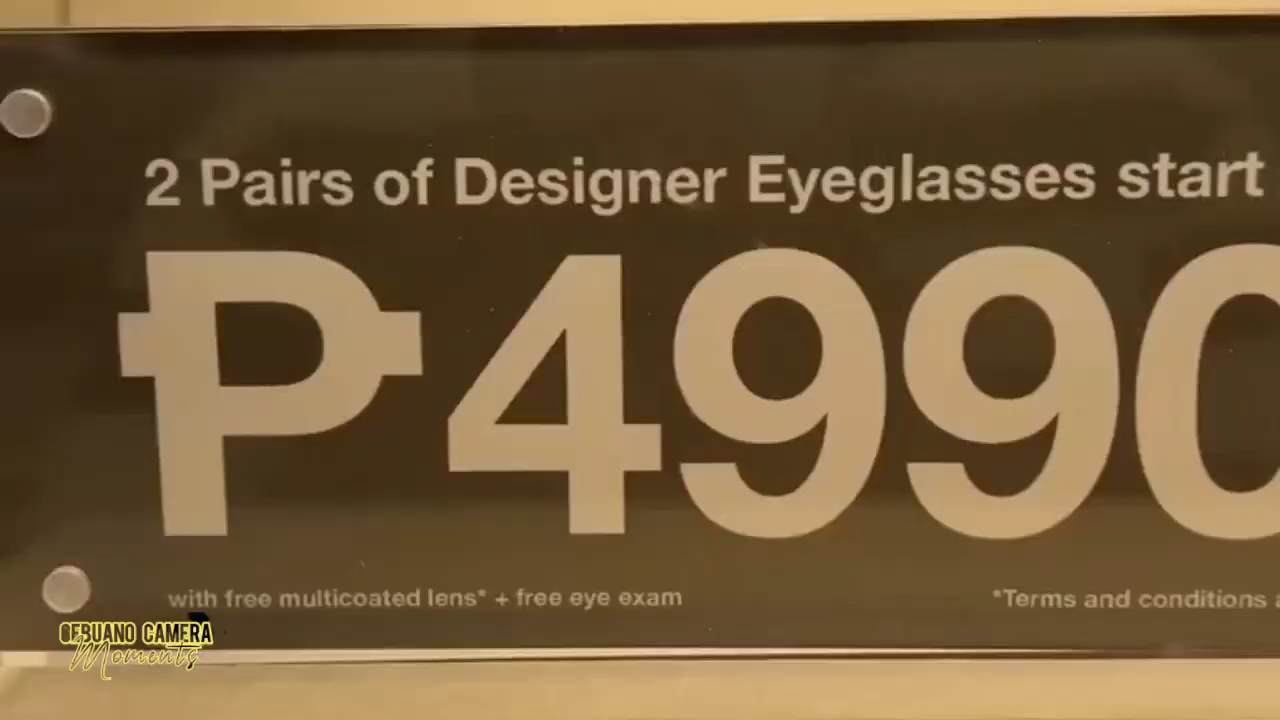 2 Pairs of Designer Eyeglasses start
₱4990
with free multicoated lens* + free eye exam
*Terms and conditions
CEBUANO CAMERA
Moments